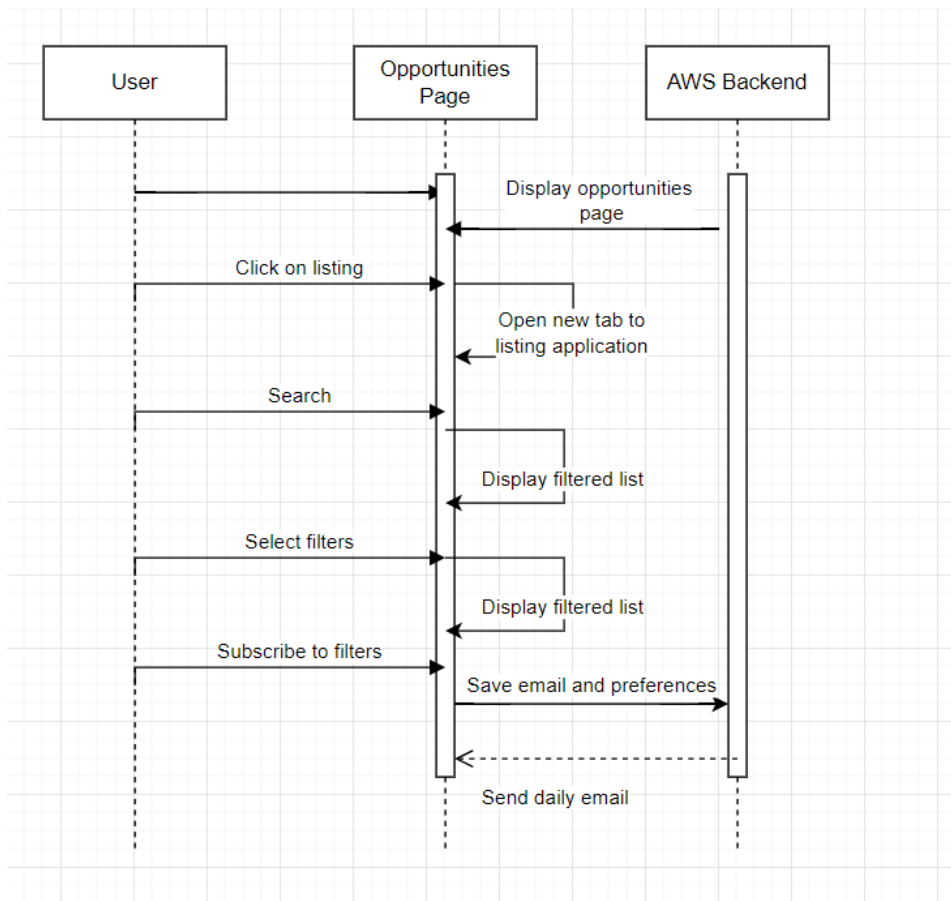 User
Opportunities
Page
AWS Backend
Display opportunities
page
Click on listing
Open new tab to
listing application
Search
Display filtered list
Select filters
Display filtered list
Subscribe to filters
Save email and preferences
Send daily email